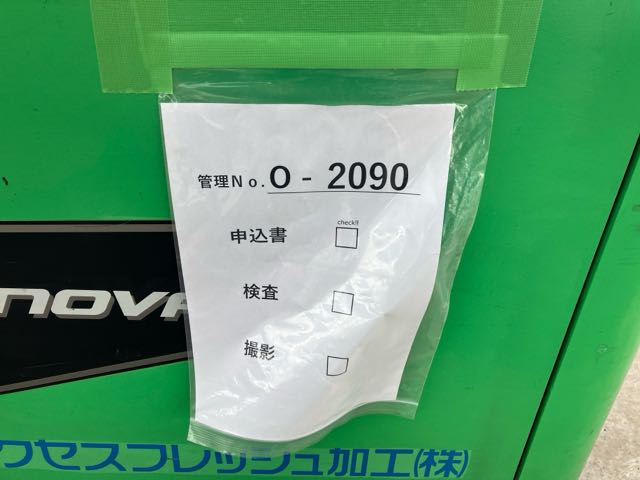 管理No. O - 2090
check!!
申込書 □
検査 □
撮影 □
NOVA
クセスフレッシュ加工(株)